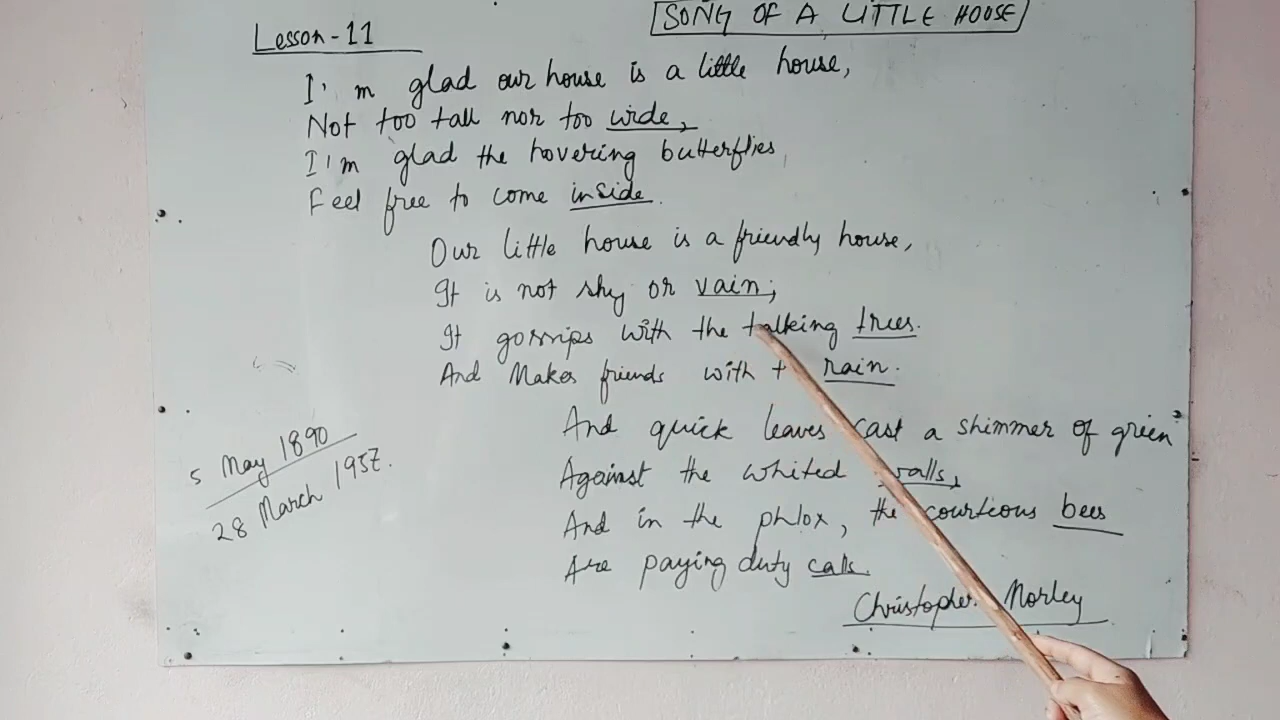 Lesson-11
SONG OF A LITTLE HOUSE
I'm glad our house is a little house,
Not too tall nor too wide,
I'm glad the hovering butterflies
Feel free to come inside.
Our little house is a friendly house,
It is not shy or vain;
It gossips with the talking trees.
And Makes friends with t rain.
And quick leaves cast a shimmer of green
Against the whited walls,
And in the phlox, the courtious bees
Are paying duty calls.
Christopher Morley
5 May 1890
28 March 1957.